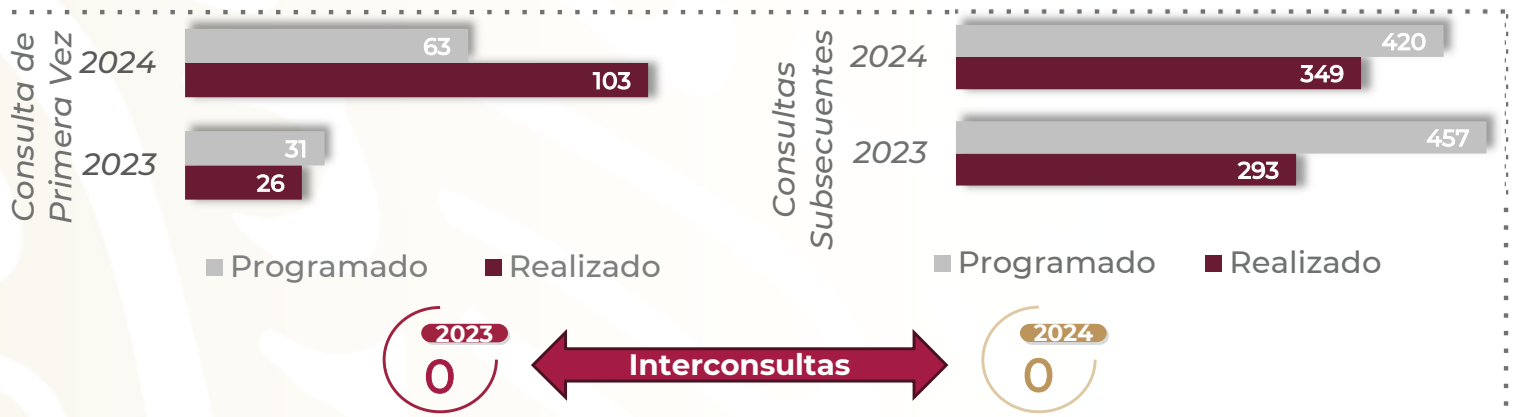 Consulta de
Primera Vez
2024
63
103
2023
31
26
Programado
Realizado
Consultas
Subsecuentes
2024
420
349
2023
457
293
Programado
Realizado
2023
0
Interconsultas
2024
0